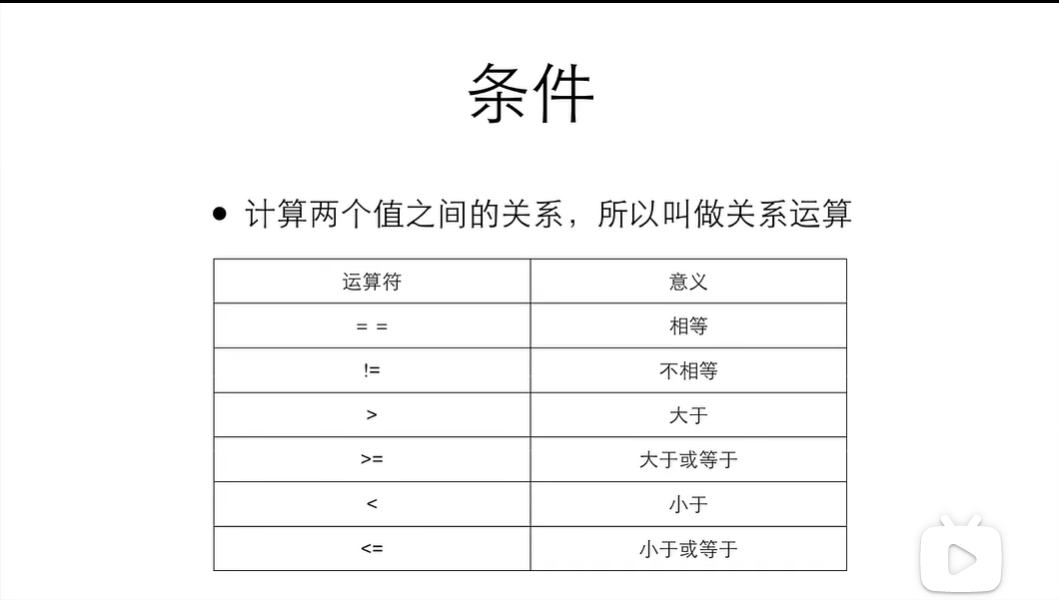 条件
• 计算两个值之间的关系，所以叫做关系运算
运算符 意义
= = 相等
!= 不相等
> 大于
>= 大于或等于
< 小于
<= 小于或等于